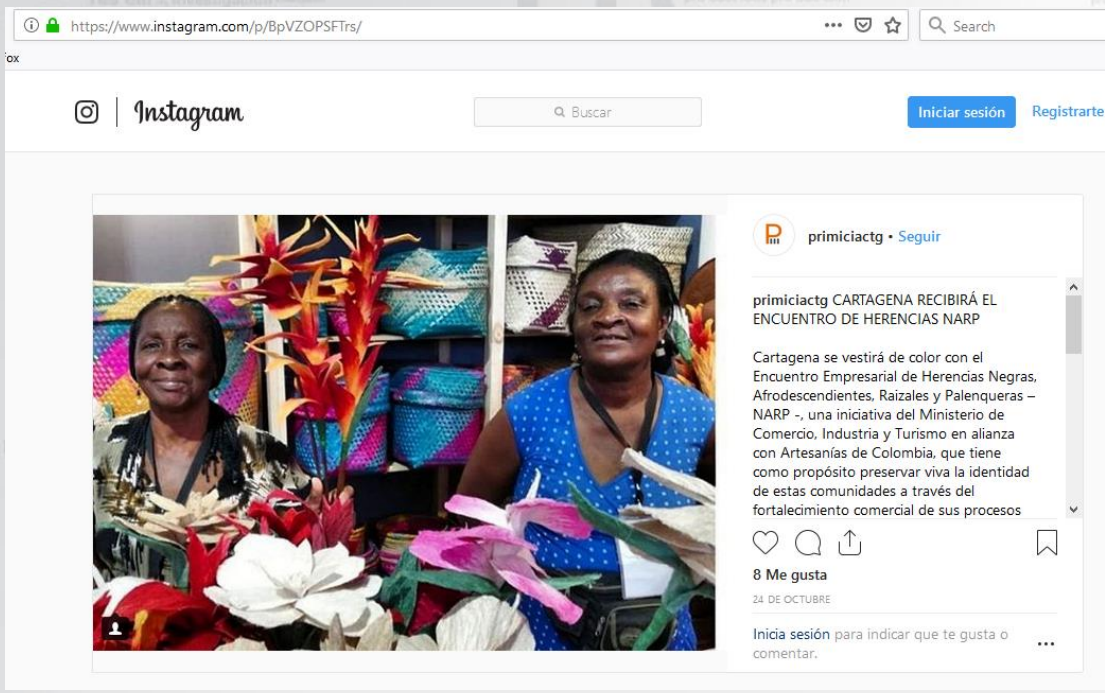 https://www.instagram.com/p/BpVZOPSFTrs/
Search
ox
Instagram
Buscar
Iniciar sesión
Registrarte
primiciactg • Seguir
primiciactg CARTAGENA RECIBIRÁ EL
ENCUENTRO DE HERENCIAS NARP
Cartagena se vestirá de color con el
Encuentro Empresarial de Herencias Negras,
Afrodescendientes, Raizales y Palenqueras –
NARP -, una iniciativa del Ministerio de
Comercio, Industria y Turismo en alianza
con Artesanías de Colombia, que tiene
como propósito preservar viva la identidad
de estas comunidades a través del
fortalecimiento comercial de sus procesos
8 Me gusta
24 DE OCTUBRE
Inicia sesión para indicar que te gusta o
comentar.